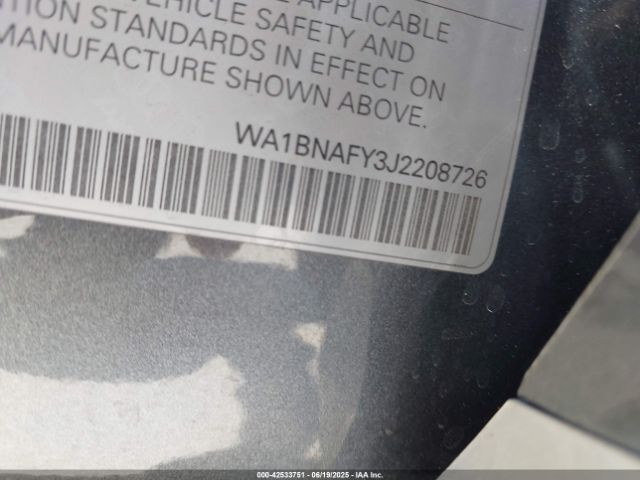 APPLICABLE
VEHICLE SAFETY AND
STANDARDS IN EFFECT ON
MANUFACTURE SHOWN ABOVE.
WA1BNAFY3J2208726
000-42533751 - 06/19/2025 - IAA Inc.